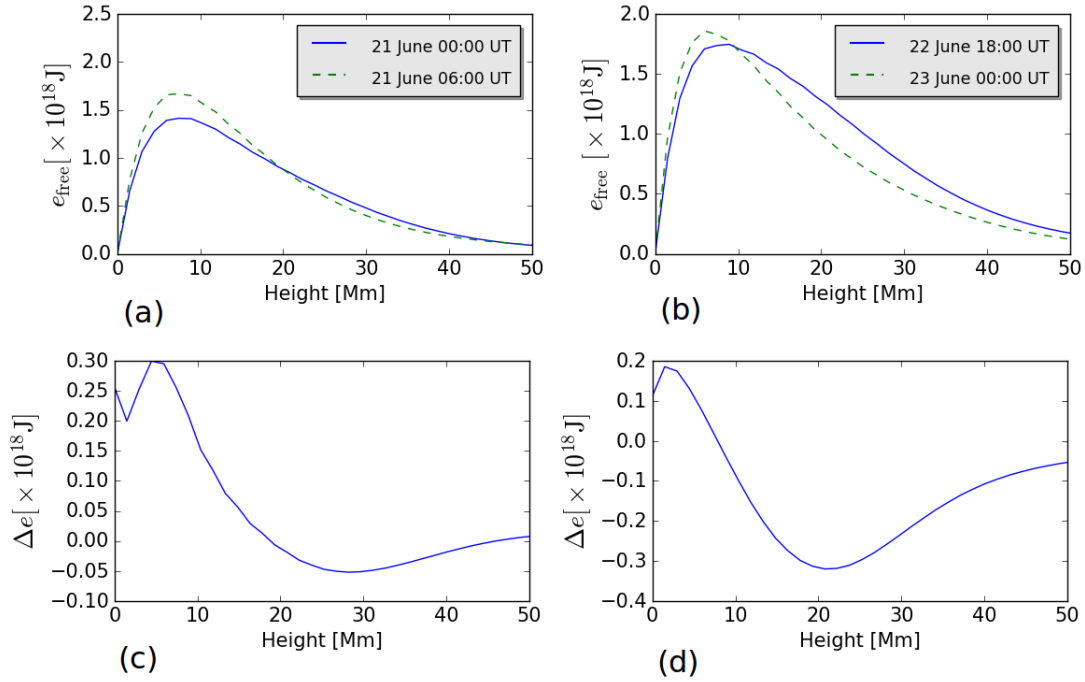 2.5
2.0
1.5
1.0
0.5
0.0
e_free[×10^18 J]
21 June 00:00 UT
21 June 06:00 UT
0 10 20 30 40 50
Height [Mm]
(a)
2.0
1.5
1.0
0.5
0.0
e_free [×10^18 J]
22 June 18:00 UT
23 June 00:00 UT
0 10 20 30 40 50
Height [Mm]
(b)
0.30
0.25
0.20
0.15
0.10
0.05
0.00
−0.05
−0.10
Δe[×10^18 J]
0 10 20 30 40 50
Height [Mm]
(c)
0.2
0.1
0.0
−0.1
−0.2
−0.3
−0.4
Δe[×10^18 J]
0 10 20 30 40 50
Height [Mm]
(d)